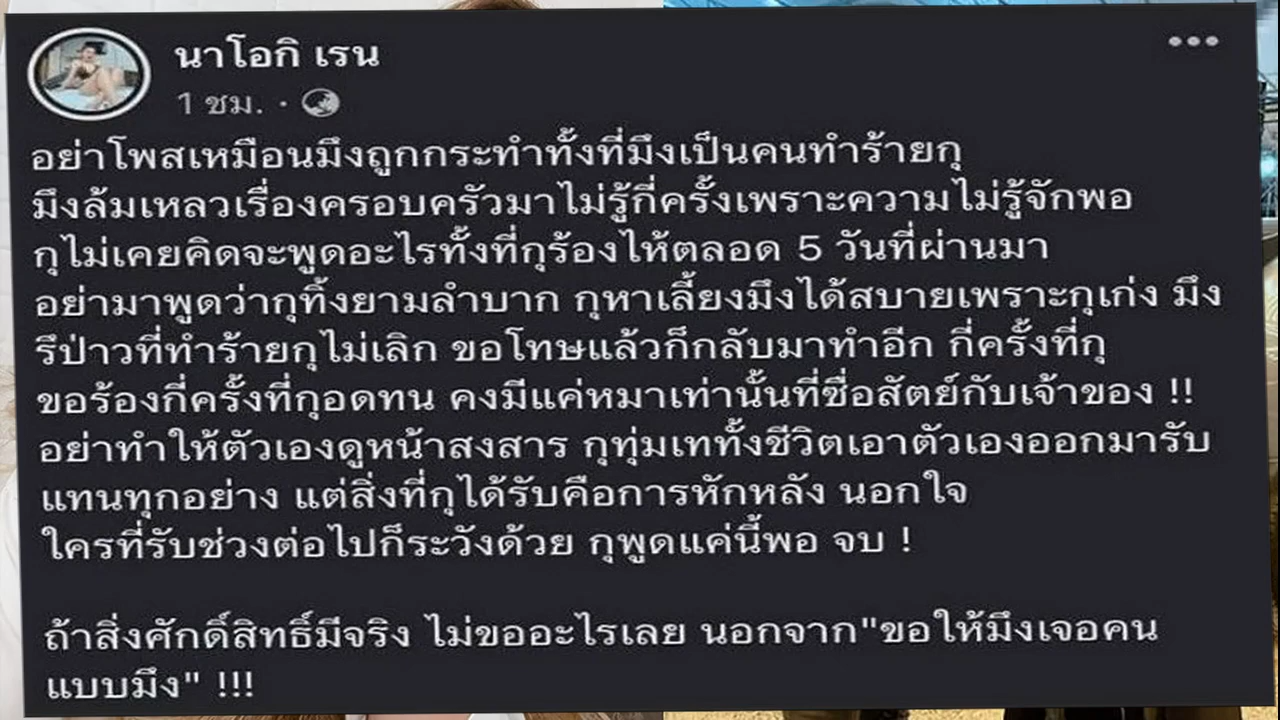 นาโอกิ เรน
1 ชม. ·
อย่าโพสเหมือนมึงถูกกระทำทั้งที่มึงเป็นคนทำร้ายกุ
มึงล้มเหลวเรื่องครอบครัวมาไม่รู้กี่ครั้งเพราะความไม่รู้จักพอ
กุไม่เคยคิดจะพูดอะไรทั้งที่กุร้องไห้ตลอด 5 วันที่ผ่านมา
อย่ามาพูดว่ากุทิ้งยามลำบาก กุหาเลี้ยงมึงได้สบายเพราะกุเก่ง มึง
รึป่าวที่ทำร้ายกุไม่เลิก ขอโทษแล้วก็กลับมาทำอีก กี่ครั้งที่กุ
ขอร้องกี่ครั้งที่กุอดทน คงมีแค่หมาเท่านั้นที่ซื่อสัตย์กับเจ้าของ !!
อย่าทำให้ตัวเองดูหน้าสงสาร กุทุ่มเททั้งชีวิตเอาตัวเองออกมารับ
แทนทุกอย่าง แต่สิ่งที่กุได้รับคือการหักหลัง นอกใจ
ใครที่รับช่วงต่อไปก็ระวังด้วย กุพูดแค่นี้พอ จบ !
ถ้าสิ่งศักดิ์สิทธิ์มีจริง ไม่ขออะไรเลย นอกจาก"ขอให้มึงเจอคน
แบบมึง" !!!